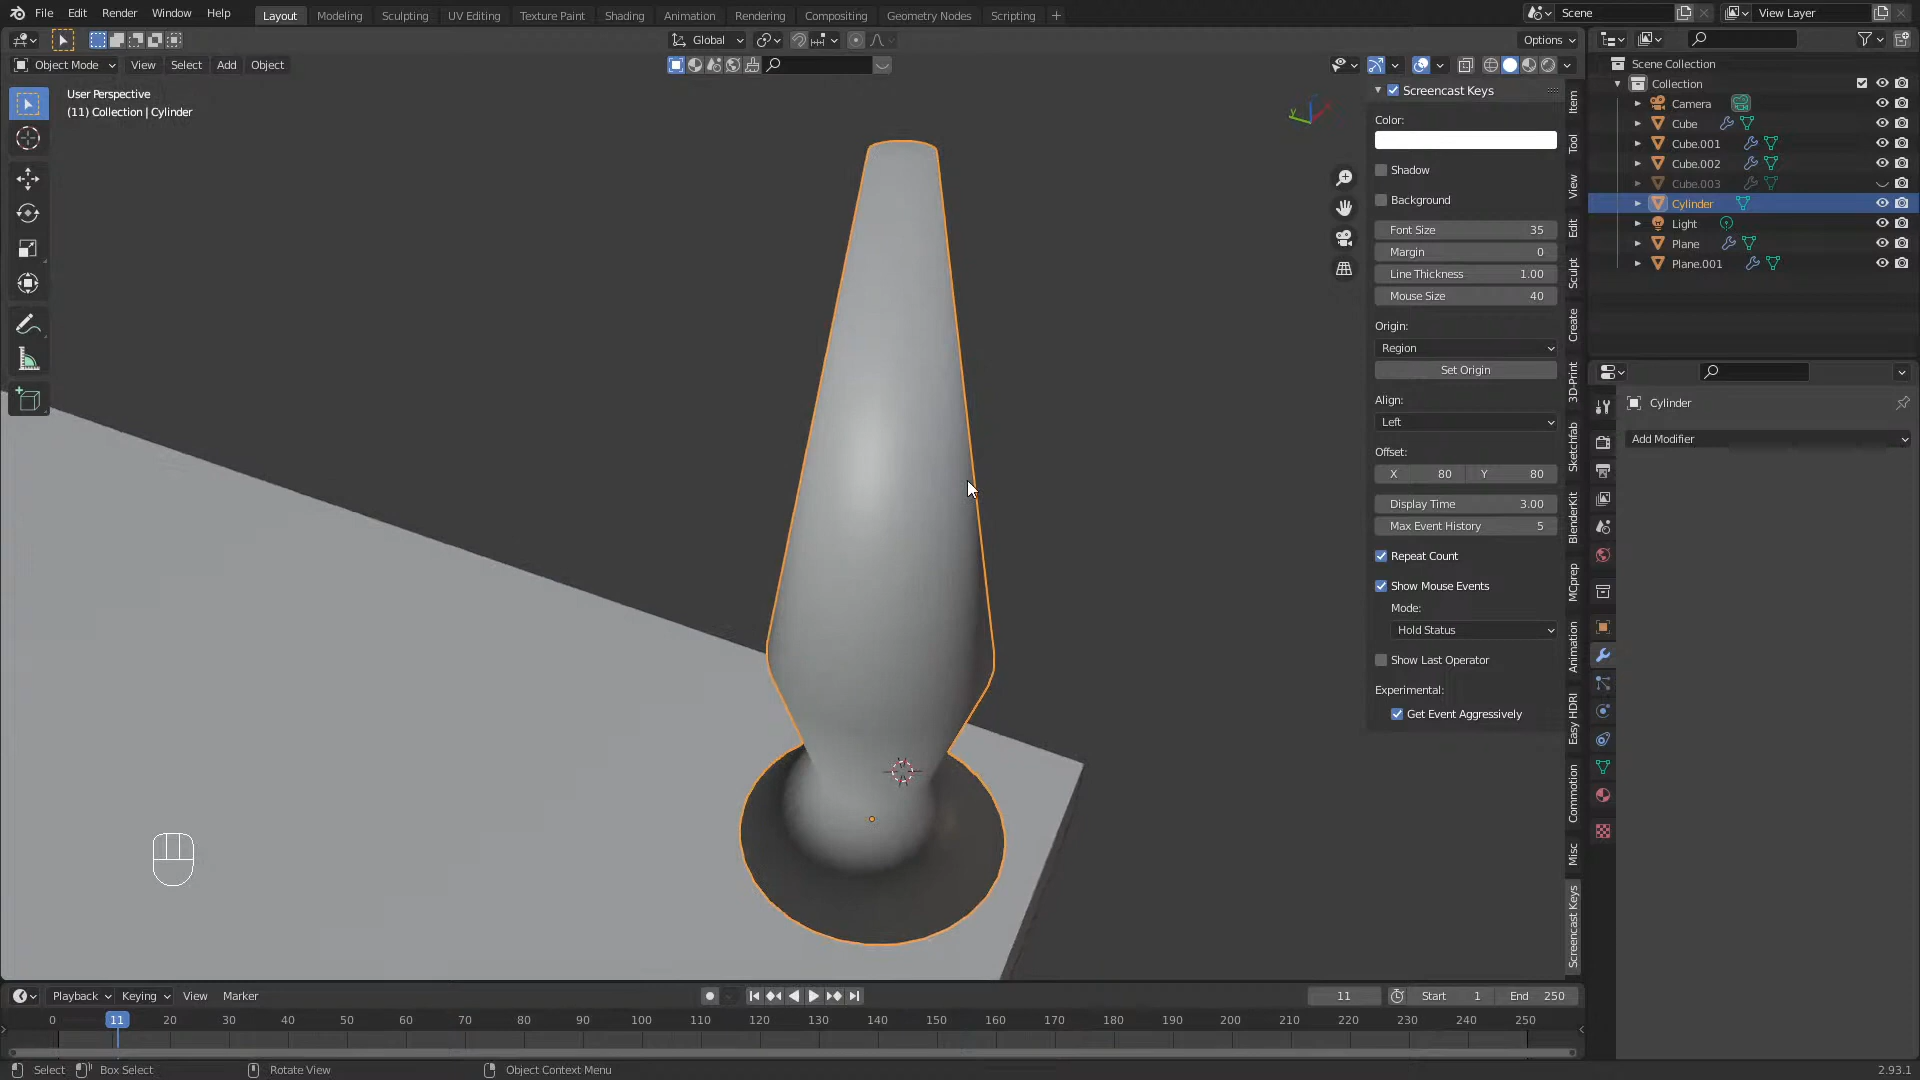 File Edit Render Window Help Layout Modeling Sculpting UV Editing Texture Paint Shading Animation Rendering Compositing Geometry Nodes Scripting + Scene View Layer
Global Options
Object Mode View Select Add Object
User Perspective
(11) Collection | Cylinder
Y
Screencast Keys
Color:
Shadow
Background
Font Size 35
Margin 0
Line Thickness 1.00
Mouse Size 40
Origin:
Region
Set Origin
Align:
Left
Offset:
X 80 Y 80
Display Time 3.00
Max Event History 5
Repeat Count
Show Mouse Events
Mode:
Hold Status
Show Last Operator
Experimental:
Get Event Aggressively
Item
Tool
View
Edit
Sculpt
Create
3D-Print
Sketchfab
BlenderKit
MCprep
Animation
Easy HDRI
Commotion
Misc
Screencast Keys
Scene Collection
Collection
Camera
Cube
Cube.001
Cube.002
Cube.003
Cylinder
Light
Plane
Plane.001
Cylinder
Add Modifier
Playback Keying View Marker 11 Start 1 End 250
0 11 20 30 40 50 60 70 80 90 100 110 120 130 140 150 160 170 180 190 200 210 220 230 240 250
Select Box Select Rotate View Object Context Menu 2.93.1